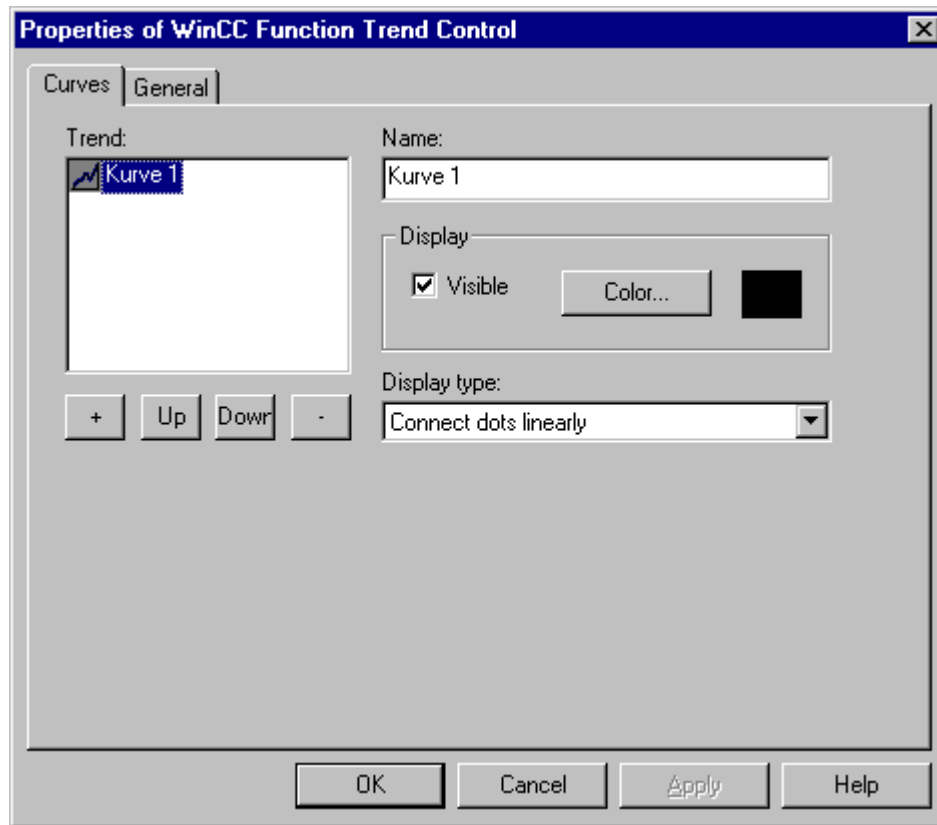 Properties of WinCC Function Trend Control
Curves General
Trend:
Kurve 1
Name:
Kurve 1
Display
Visible Color...
+ Up Down -
Display type:
Connect dots linearly
OK Cancel Apply Help